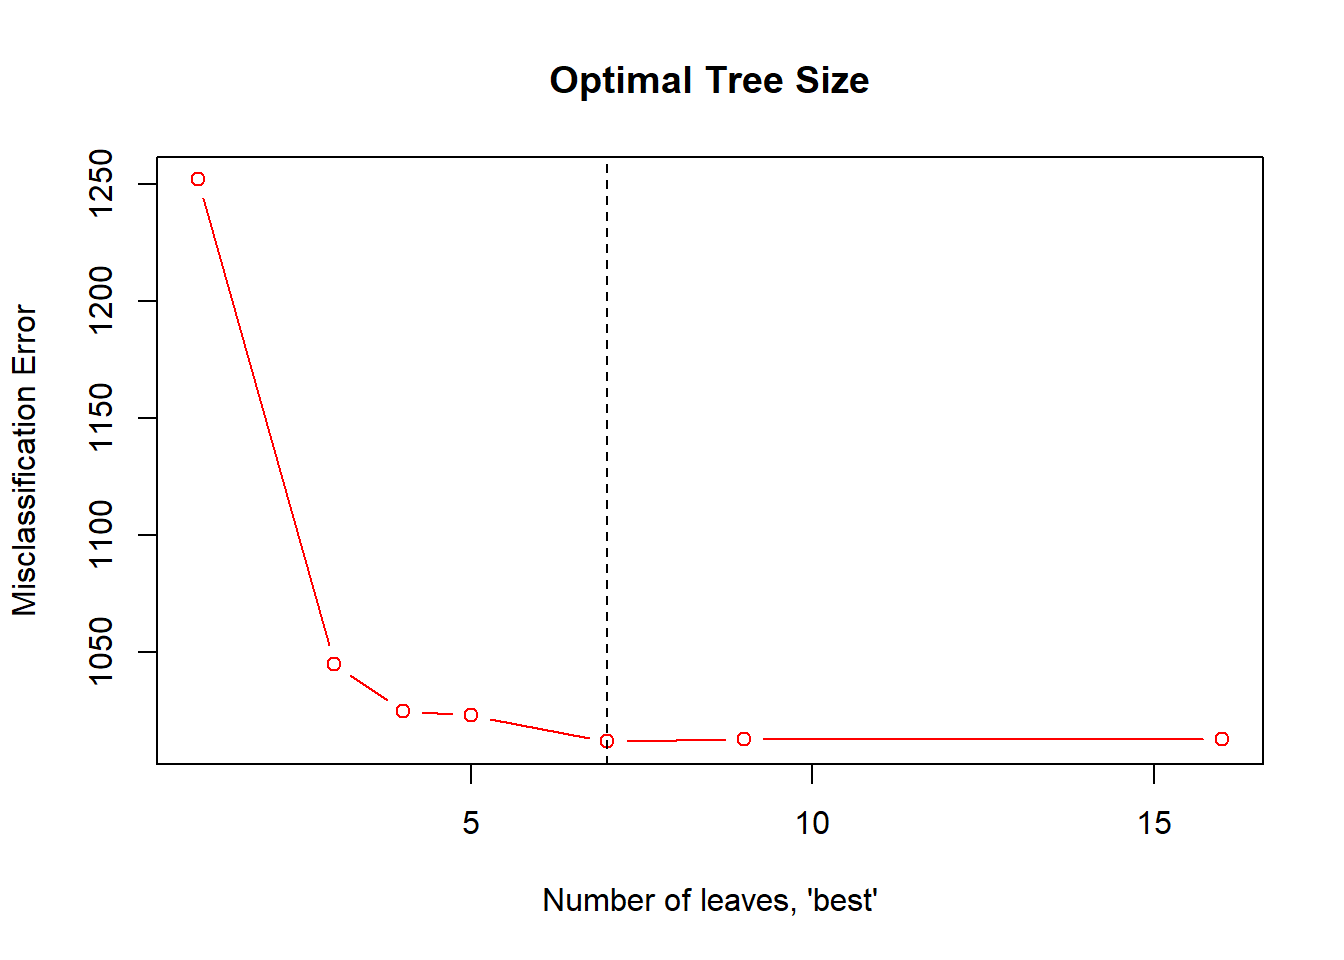 Optimal Tree Size
Misclassification Error
1250
1200
1150
1100
1050
5 10 15
Number of leaves, 'best'